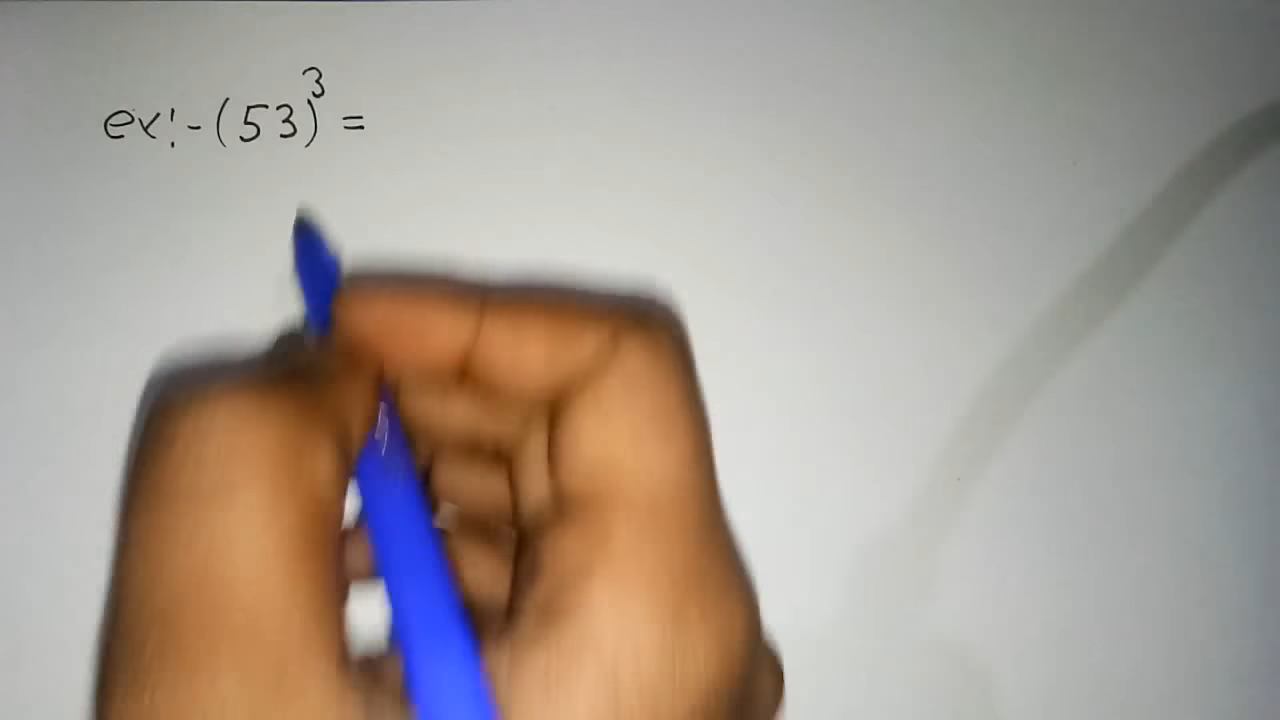 ex:- (53)³ =